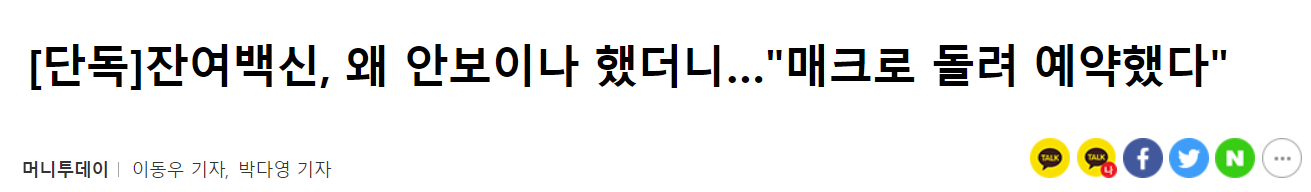 [단독]잔여백신, 왜 안보이나 했더니..."매크로 돌려 예약했다"
머니투데이 | 이동우 기자, 박다영 기자
TALK TALK 4 f N